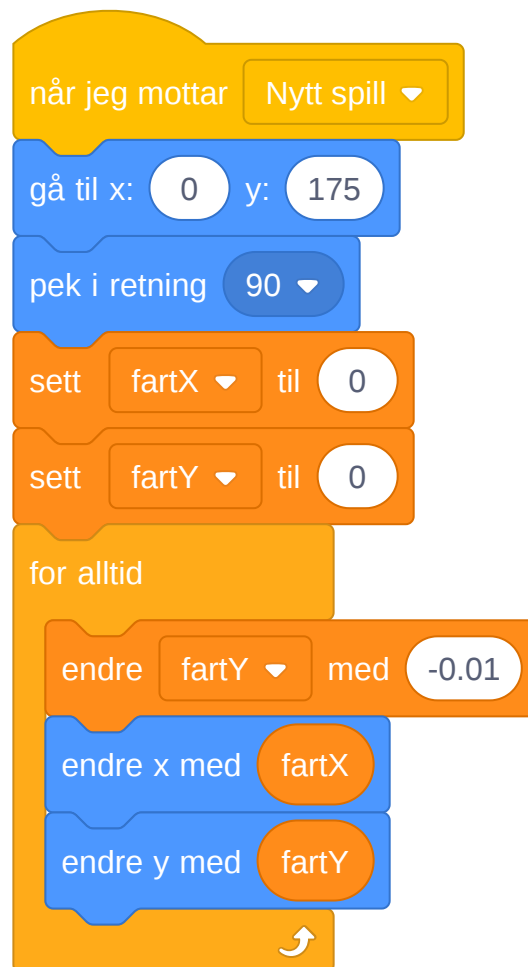 når jeg mottar Nytt spill
gå til x: 0 y: 175
pek i retning 90
sett fartX til 0
sett fartY til 0
for alltid
endre fartY med -0.01
endre x med fartX
endre y med fartY